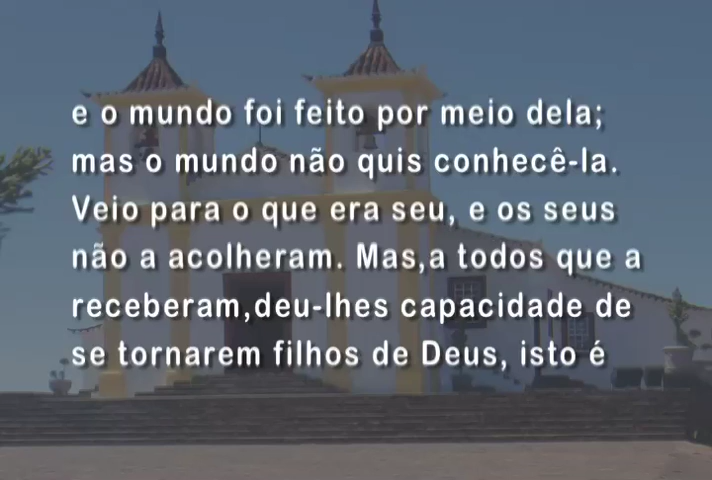 e o mundo foi feito por meio dela;
mas o mundo não quis conhecê-la.
Veio para o que era seu, e os seus
não a acolheram. Mas,a todos que a
receberam,deu-lhes capacidade de
se tornarem filhos de Deus, isto é